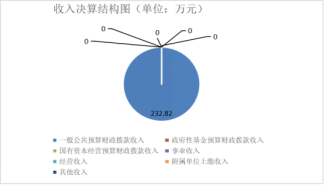 收入决算结构图（单位：万元）
0 0 0
0 0
232.82
一般公共预算财政拨款收入 政府性基金预算财政拨款收入
国有资本经营预算财政拨款收入 事业收入
经营收入 附属单位上缴收入
其他收入